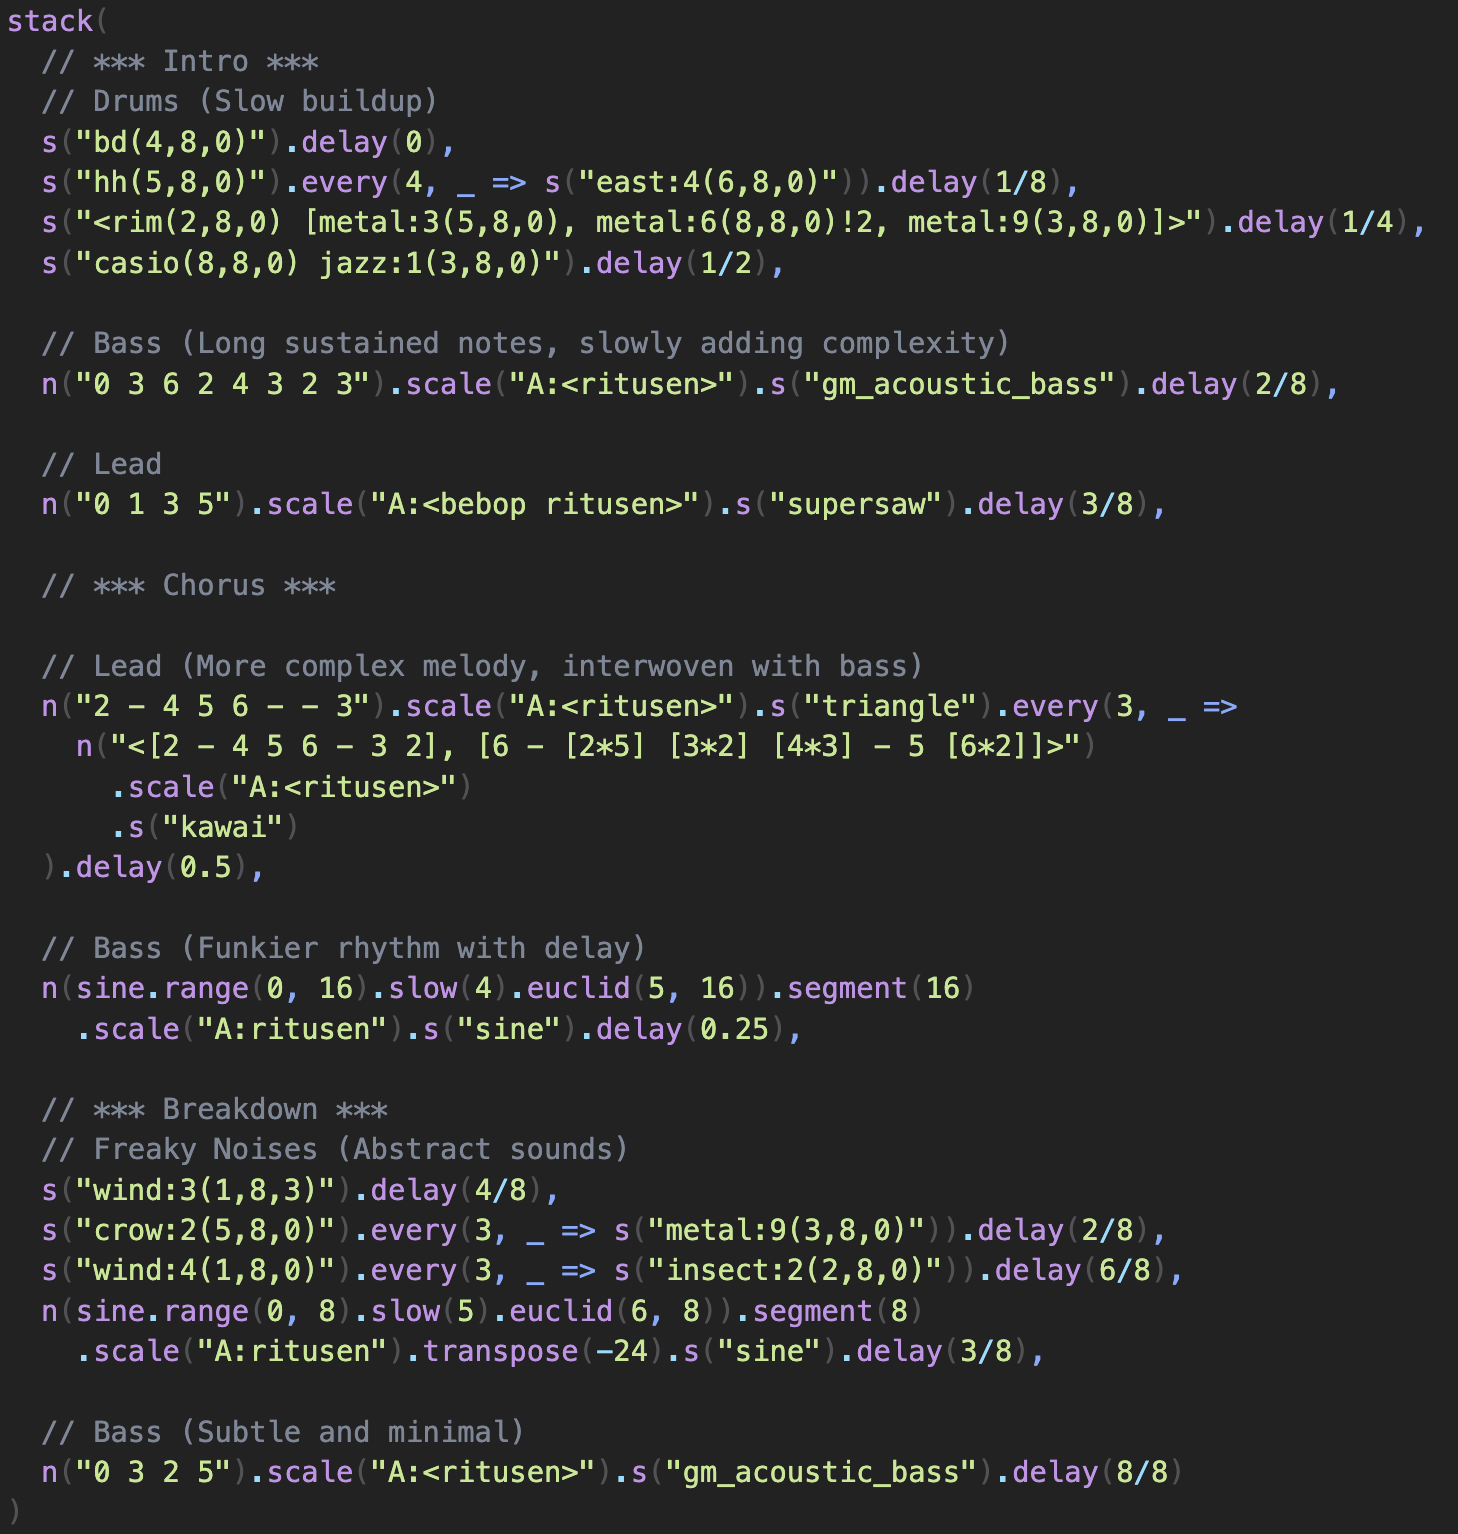 stack(
  // *** Intro ***
  // Drums (Slow buildup)
  s("bd(4,8,0)").delay(0),
  s("hh(5,8,0)").every(4, _ => s("east:4(6,8,0)")).delay(1/8),
  s("<rim(2,8,0) [metal:3(5,8,0), metal:6(8,8,0)!2, metal:9(3,8,0)]>").delay(1/4),
  s("casio(8,8,0) jazz:1(3,8,0)").delay(1/2),

  // Bass (Long sustained notes, slowly adding complexity)
  n("0 3 6 2 4 3 2 3").scale("A:<ritusen>").s("gm_acoustic_bass").delay(2/8),

  // Lead
  n("0 1 3 5").scale("A:<bebop ritusen>").s("supersaw").delay(3/8),

  // *** Chorus ***

  // Lead (More complex melody, interwoven with bass)
  n("2 - 4 5 6 - - 3").scale("A:<ritusen>").s("triangle").every(3, _ =>
    n("<[2 - 4 5 6 - 3 2], [6 - [2*5] [3*2] [4*3] - 5 [6*2]]>")
      .scale("A:<ritusen>")
      .s("kawai")
  ).delay(0.5),

  // Bass (Funkier rhythm with delay)
  n(sine.range(0, 16).slow(4).euclid(5, 16)).segment(16)
    .scale("A:ritusen").s("sine").delay(0.25),

  // *** Breakdown ***
  // Freaky Noises (Abstract sounds)
  s("wind:3(1,8,3)").delay(4/8),
  s("crow:2(5,8,0)").every(3, _ => s("metal:9(3,8,0)")).delay(2/8),
  s("wind:4(1,8,0)").every(3, _ => s("insect:2(2,8,0)")).delay(6/8),
  n(sine.range(0, 8).slow(5).euclid(6, 8)).segment(8)
    .scale("A:ritusen").transpose(-24).s("sine").delay(3/8),

  // Bass (Subtle and minimal)
  n("0 3 2 5").scale("A:<ritusen>").s("gm_acoustic_bass").delay(8/8)
)